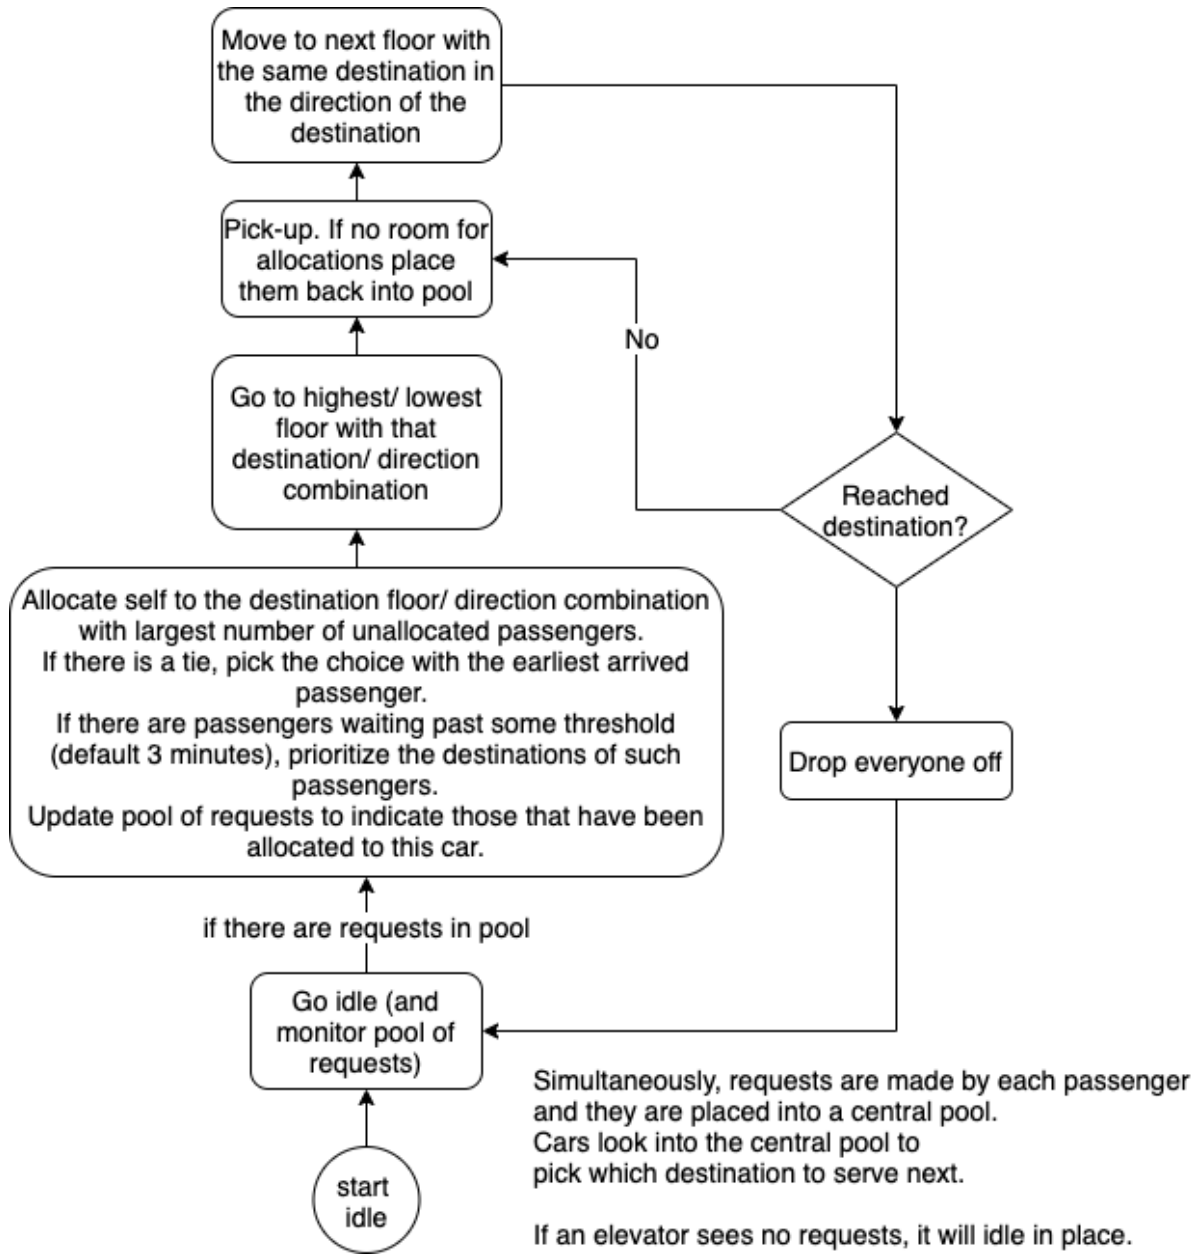 Move to next floor with
the same destination in
the direction of the
destination
Pick-up. If no room for
allocations place
them back into pool
No
Go to highest/ lowest
floor with that
destination/ direction
combination
Reached
destination?
Allocate self to the destination floor/ direction combination
with largest number of unallocated passengers.
If there is a tie, pick the choice with the earliest arrived
passenger.
If there are passengers waiting past some threshold
(default 3 minutes), prioritize the destinations of such
passengers.
Update pool of requests to indicate those that have been
allocated to this car.
Drop everyone off
if there are requests in pool
Go idle (and
monitor pool of
requests)
Simultaneously, requests are made by each passenger
and they are placed into a central pool.
Cars look into the central pool to
pick which destination to serve next.
If an elevator sees no requests, it will idle in place.
start
idle